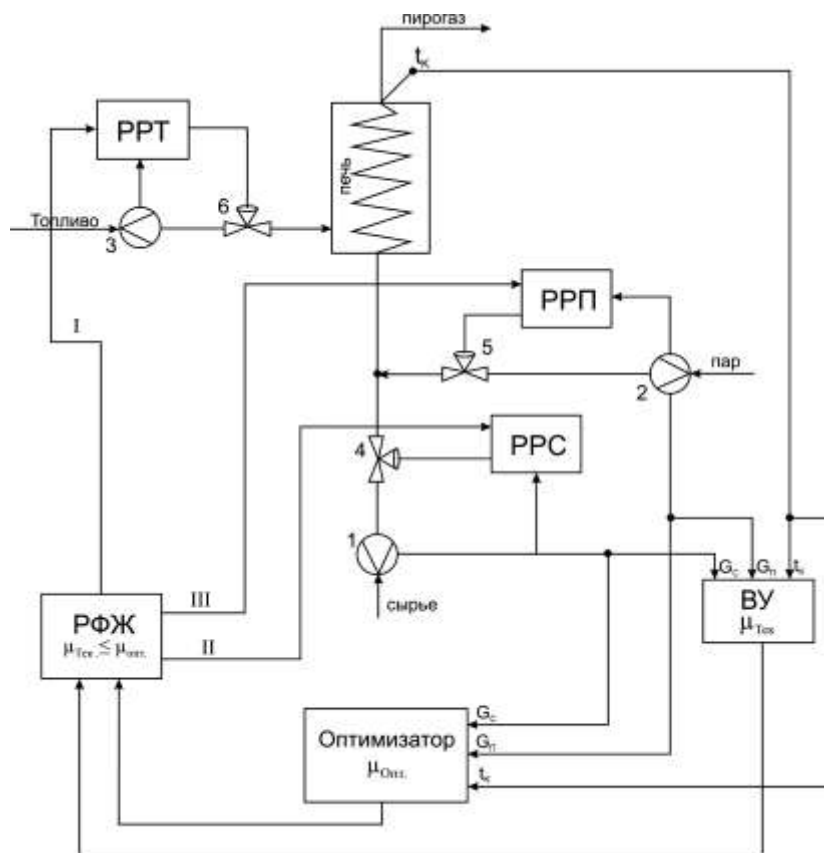 пирогаз
tк
РРТ
печь
6
Топливо
3
РРП
I
5
пар
2
4
РРС
1
Gс
Gп
tк
сырье
III
ВУ
μТек
РФЖ
μТек. ≤ μопт.
II
Gс
Оптимизатор
Gп
μОпт.
tк